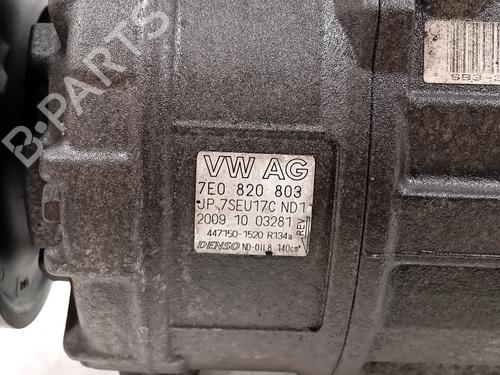 B-PARTS
VW AG
7E0 820 803
JP 7SEU17C ND1
2009 10 03281
447150-1520 R134a
REV
DENSO ND-OIL8 140cm³